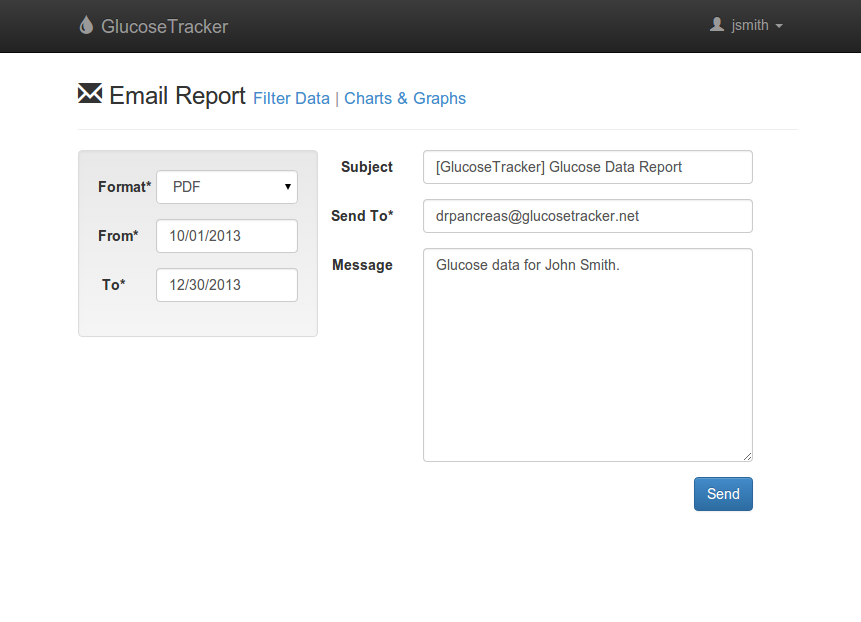 GlucoseTracker
jsmith
Email Report Filter Data | Charts & Graphs
Format* PDF
From* 10/01/2013
To* 12/30/2013
Subject [GlucoseTracker] Glucose Data Report
Send To* drpancreas@glucosetracker.net
Message Glucose data for John Smith.
Send